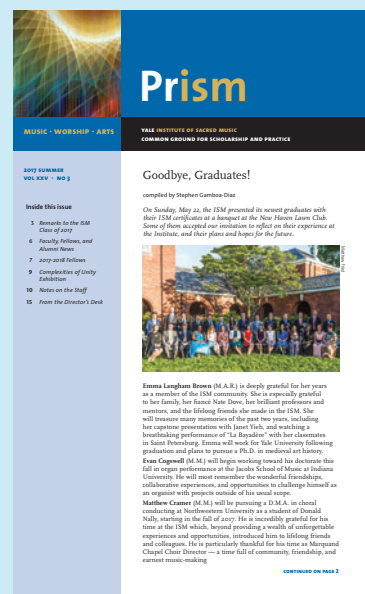 Prism
MUSIC • WORSHIP • ARTS
YALE INSTITUTE OF SACRED MUSIC
COMMON GROUND FOR SCHOLARSHIP AND PRACTICE
2017 SUMMER
VOL XXV • NO 3
Inside this issue
5 Remarks to the ISM
Class of 2017
6 Faculty, Fellows, and
Alumni News
7 2017-2018 Fellows
9 Complexities of Unity
Exhibition
10 Notes on the Staff
15 From the Director's Desk
Goodbye, Graduates!
compiled by Stephen Gamboa-Diaz
On Sunday, May 22, the ISM presented its newest graduates with
their ISM certificates at a banquet at the New Haven Lawn Club.
Some of them accepted our invitation to reflect on their experience at
the Institute, and their plans and hopes for the future.
Emma Langham Brown (M.A.R.) is deeply grateful for her years
as a member of the ISM community. She is especially grateful
to her family, her fiancé Nate Dove, her brilliant professors and
mentors, and the lifelong friends she made in the ISM. She
will treasure many memories of the past two years, including
her capstone presentation with Janet Yieh, and watching a
breathtaking performance of "La Bayadère" with her classmates
in Saint Petersburg. Emma will work for Yale University following
graduation and plans to pursue a Ph.D. in medieval art history.
Evan Cogswell (M.M.) will begin working toward his doctorate this
fall in organ performance at the Jacobs School of Music at Indiana
University. He will most remember the wonderful friendships,
collaborative experiences, and opportunities to challenge himself as
an organist with projects outside of his usual scope.
Matthew Cramer (M.M.) will be pursuing a D.M.A. in choral
conducting at Northwestern University as a student of Donald
Nally, starting in the fall of 2017. He is incredibly grateful for his
time at the ISM which, beyond providing a wealth of unforgettable
experiences and opportunities, introduced him to lifelong friends
and colleagues. He is particularly thankful for his time as Marquand
Chapel Choir Director — a time full of community, friendship, and
earnest music-making
CONTINUED ON PAGE 2